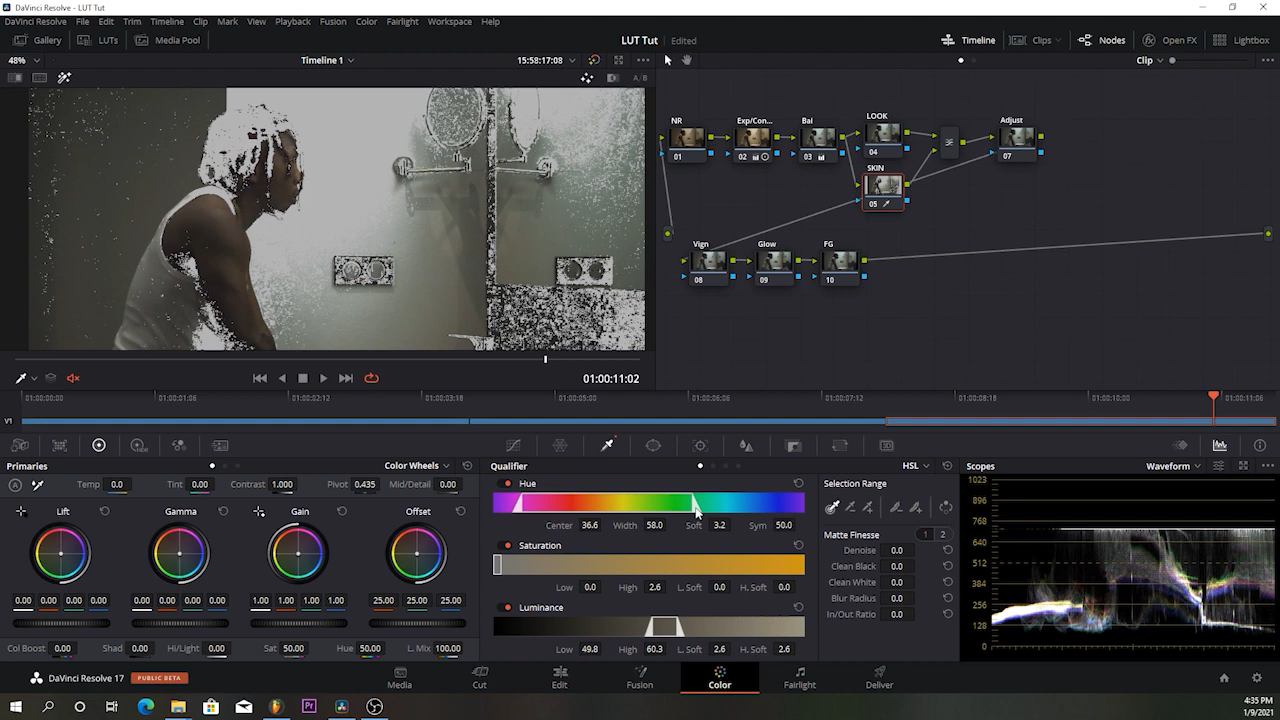 DaVinci Resolve - LUT Tut
DaVinci Resolve File Edit Trim Timeline Clip Mark View Playback Fusion Color Fairlight Workspace Help
Gallery LUTs Media Pool LUT Tut Edited Timeline Clips Nodes Open FX Lightbox
48% Timeline 1 15:58:17:08 Clip
A/B
NR Exp/Con... Bal LOOK Adjust
01 02 03 04 07
SKIN
05
Vign Glow FG
08 09 10
01:00:11:02
01:00:00:00 01:00:01:06 01:00:02:12 01:00:03:18 01:00:05:00 01:00:06:06 01:00:07:12 01:00:08:18 01:00:10:00 01:00:11:06
V1
Primaries Color Wheels Qualifier HSL Scopes Waveform
Temp 0.0 Tint 0.00 Contrast 1.000 Pivot 0.435 Mid/Detail 0.00
Lift Gamma Gain Offset
0.00 0.00 0.00 0.00 0.00 0.00 0.00 0.00 1.00 1.00 1.00 1.00 25.00 25.00 25.00
Col Boost 0.00 Shad 0.00 Hi/Light 0.00 Sat 50.00 Hue 50.00 L. Mix 100.00
Hue
Center 36.6 Width 58.0 Soft 3.2 Sym 50.0
Saturation
Low 0.0 High 2.6 L. Soft 0.0 H. Soft 0.0
Luminance
Low 49.8 High 60.3 L. Soft 2.6 H. Soft 2.6
Selection Range
Matte Finesse 1 2
Denoise 0.0
Clean Black 0.0
Clean White 0.0
Blur Radius 0.0
In/Out Ratio 0.0
1023
896
768
640
512
384
256
128
0
DaVinci Resolve 17 PUBLIC BETA
Media Cut Edit Fusion Color Fairlight Deliver
4:35 PM
1/9/2021